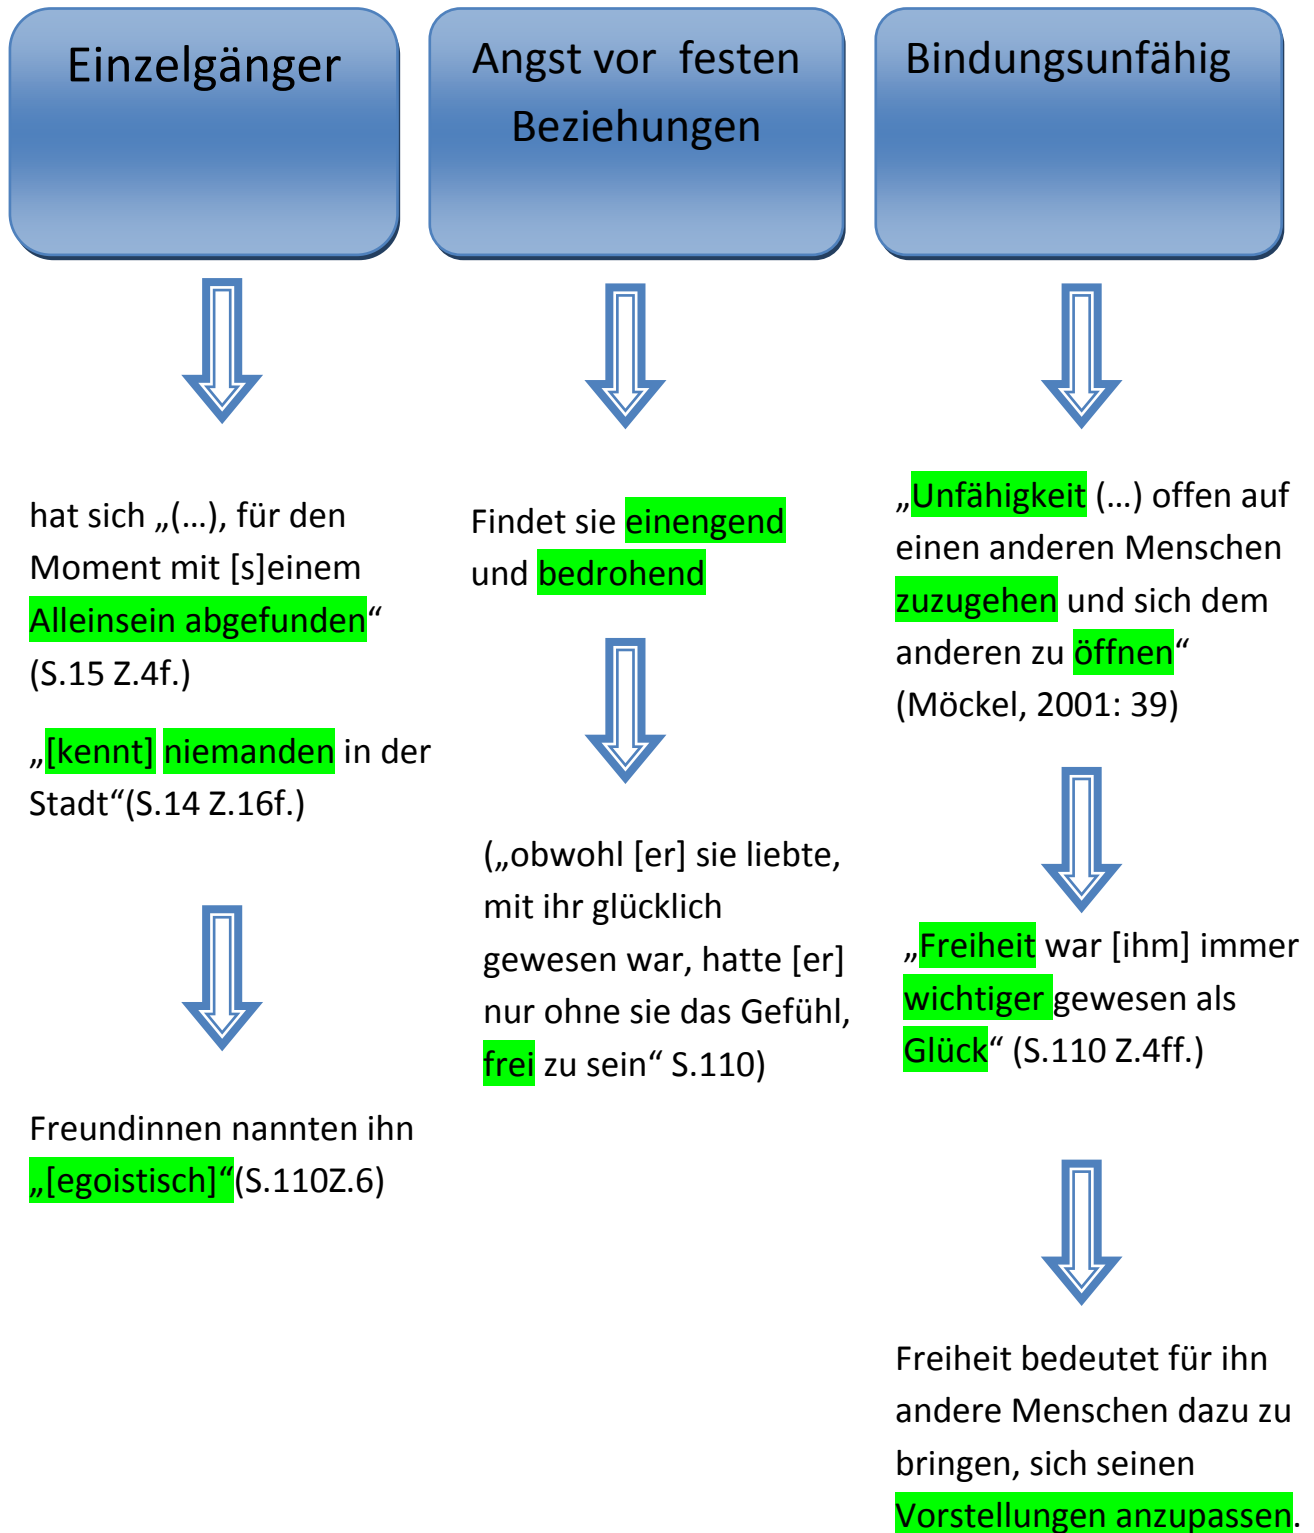 Einzelgänger
hat sich „(…), für den
Moment mit [s]einem
Alleinsein abgefunden“
(S.15 Z.4f.)
„[kennt] niemanden in der
Stadt“(S.14 Z.16f.)
Freundinnen nannten ihn
„[egoistisch]“(S.110Z.6)
Angst vor festen
Beziehungen
Findet sie einengend
und bedrohend
(„obwohl [er] sie liebte,
mit ihr glücklich
gewesen war, hatte [er]
nur ohne sie das Gefühl,
frei zu sein“ S.110)
Bindungsunfähig
„Unfähigkeit (…) offen auf
einen anderen Menschen
zuzugehen und sich dem
anderen zu öffnen“
(Möckel, 2001: 39)
„Freiheit war [ihm] immer
wichtiger gewesen als
Glück“ (S.110 Z.4ff.)
Freiheit bedeutet für ihn
andere Menschen dazu zu
bringen, sich seinen
Vorstellungen anzupassen.